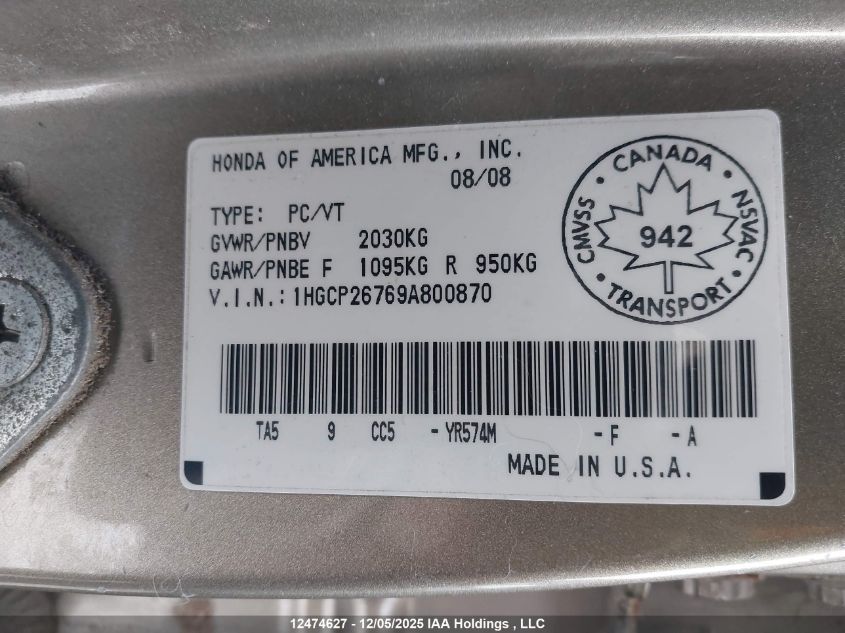 HONDA OF AMERICA MFG., INC.
08/08
TYPE: PC/VT
GVWR/PNBV 2030KG
GAWR/PNBE F 1095KG R 950KG
V.I.N.: 1HGCP26769A800870
CANADA
CMVSS
NSVAC
942
TRANSPORT
TA5 9 CC5 - YR574M - F - A
MADE IN U.S.A.
12474627 - 12/05/2025 IAA Holdings , LLC